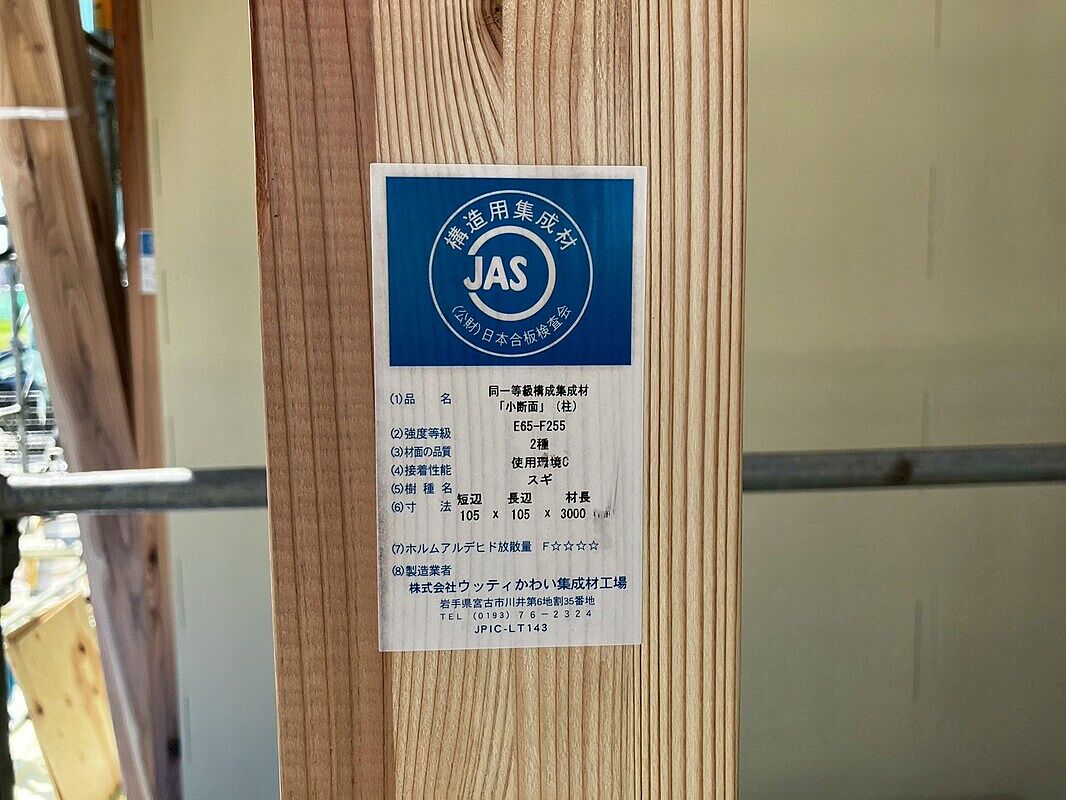 構造用集成材
JAS
(公財)日本合板検査会
(1)品 名 同一等級構成集成材
「小断面」(柱)
(2)強度等級 E65-F255
(3)材面の品質 2種
(4)接着性能 使用環境C
(5)樹種名 スギ
(6)寸 法 短辺 長辺 材長
105 x 105 x 3000
(7)ホルムアルデヒド放散量 F☆☆☆☆
(8)製造業者
株式会社ウッティかわい集成材工場
岩手県宮古市川井第6地割35番地
TEL (0193) 76-2324
JPIC-LT143